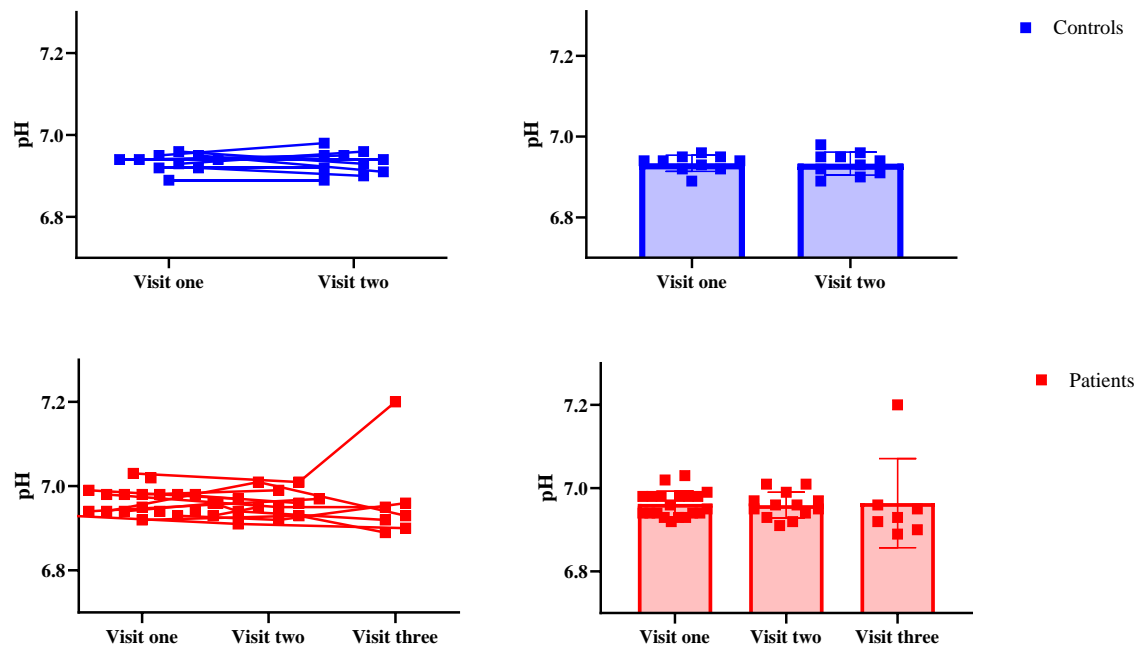 7.2
7.0
6.8
pH
Visit one
Visit two
7.2
7.0
6.8
pH
Visit one
Visit two
Controls
7.2
7.0
6.8
pH
Visit one
Visit two
Visit three
7.2
7.0
6.8
pH
Visit one
Visit two
Visit three
Patients